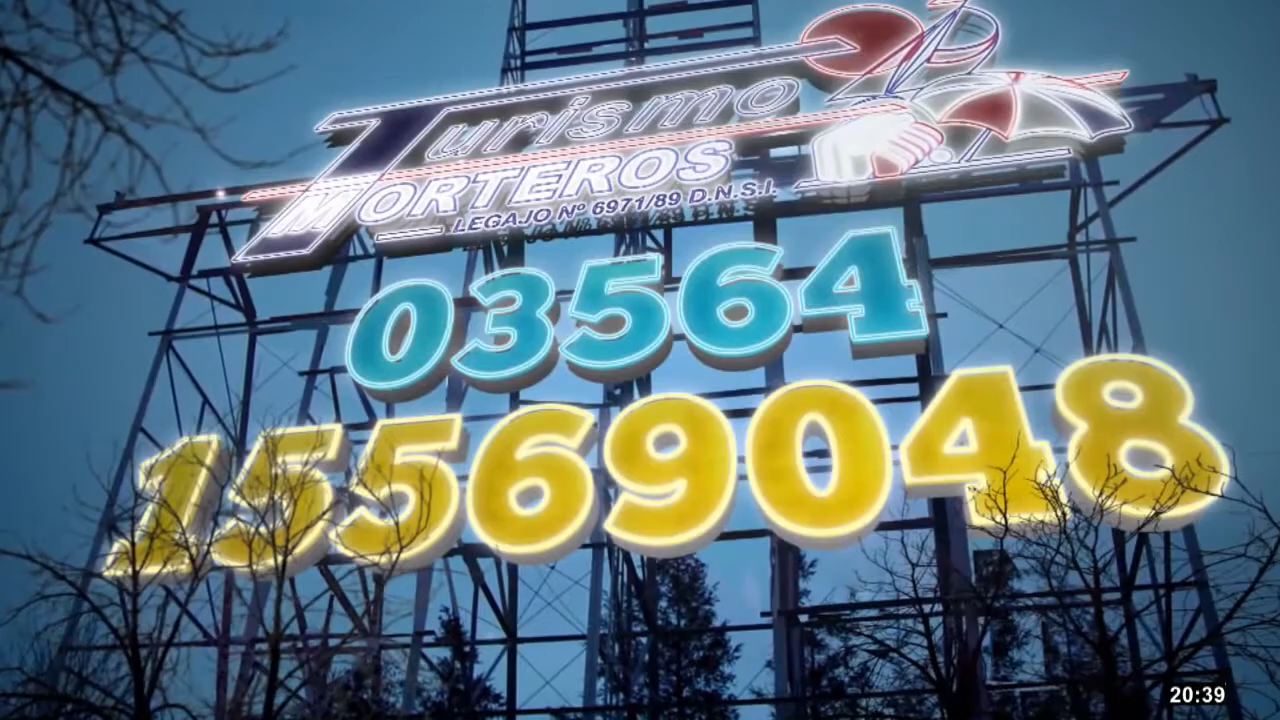 Turismo
MORTEROS
LEGAJO Nº 6971/89 D.N.S.I.
03564
15569048
20:39